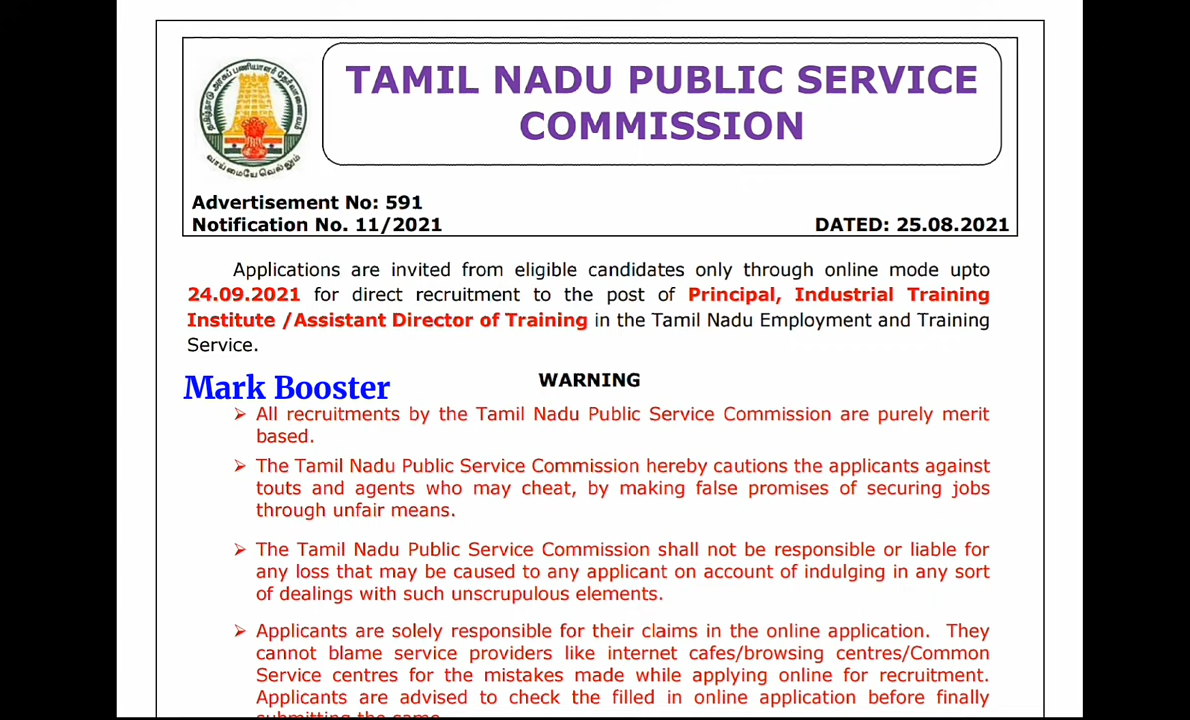 TAMIL NADU PUBLIC SERVICE
COMMISSION
தமிழ்நாடு அரசுப் பணியாளர் தேர்வாணையம்
வாய்மையே வெல்லும்
Advertisement No: 591
Notification No. 11/2021
DATED: 25.08.2021
Applications are invited from eligible candidates only through online mode upto
24.09.2021 for direct recruitment to the post of Principal, Industrial Training
Institute /Assistant Director of Training in the Tamil Nadu Employment and Training
Service.
Mark Booster
WARNING
➢ All recruitments by the Tamil Nadu Public Service Commission are purely merit
based.
➢ The Tamil Nadu Public Service Commission hereby cautions the applicants against
touts and agents who may cheat, by making false promises of securing jobs
through unfair means.
➢ The Tamil Nadu Public Service Commission shall not be responsible or liable for
any loss that may be caused to any applicant on account of indulging in any sort
of dealings with such unscrupulous elements.
➢ Applicants are solely responsible for their claims in the online application. They
cannot blame service providers like internet cafes/browsing centres/Common
Service centres for the mistakes made while applying online for recruitment.
Applicants are advised to check the filled in online application before finally
submitting the same.